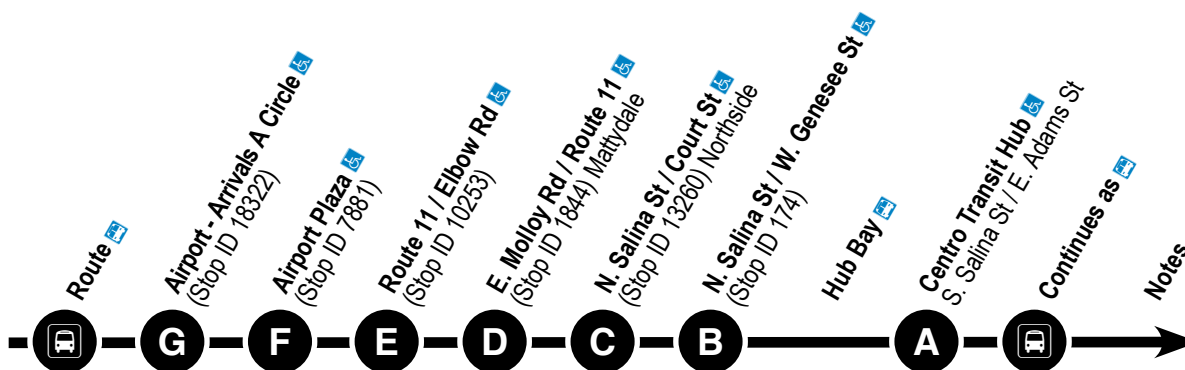 Route
Airport - Arrivals A Circle
(Stop ID 18322)
Airport Plaza
(Stop ID 7881)
Route 11 / Elbow Rd
(Stop ID 10253)
E. Molloy Rd / Route 11
(Stop ID 1844) Mattydale
N. Salina St / Court St
(Stop ID 13260) Northside
N. Salina St / W. Genesee St
(Stop ID 174)
Hub Bay
Centro Transit Hub
S. Salina St / E. Adams St
Continues as
Notes
G
F
E
D
C
B
A